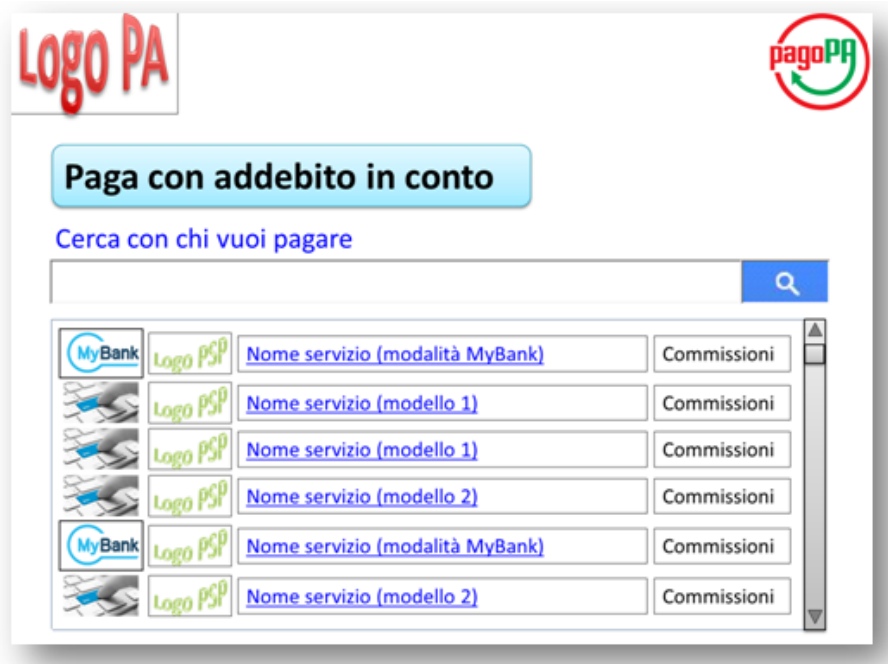 Logo PA
pagoPA
Paga con addebito in conto
Cerca con chi vuoi pagare
MyBank Logo PSP Nome servizio (modalità MyBank) Commissioni
Logo PSP Nome servizio (modello 1) Commissioni
Logo PSP Nome servizio (modello 1) Commissioni
Logo PSP Nome servizio (modello 2) Commissioni
MyBank Logo PSP Nome servizio (modalità MyBank) Commissioni
Logo PSP Nome servizio (modello 2) Commissioni